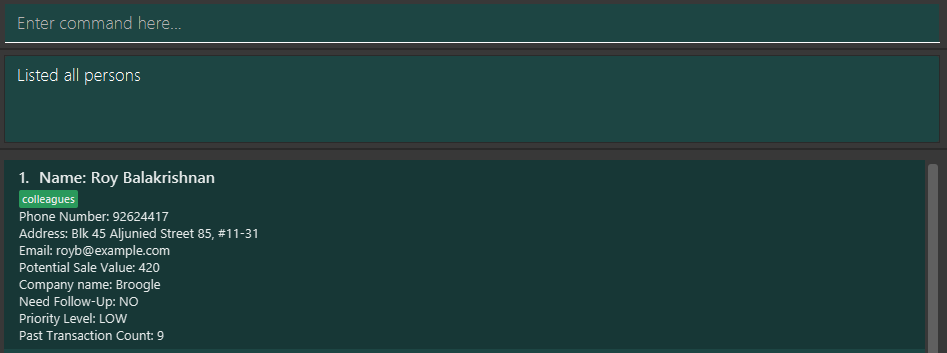 Enter command here...
Listed all persons
1. Name: Roy Balakrishnan
colleagues
Phone Number: 92624417
Address: Blk 45 Aljunied Street 85, #11-31
Email: royb@example.com
Potential Sale Value: 420
Company name: Broogle
Need Follow-Up: NO
Priority Level: LOW
Past Transaction Count: 9